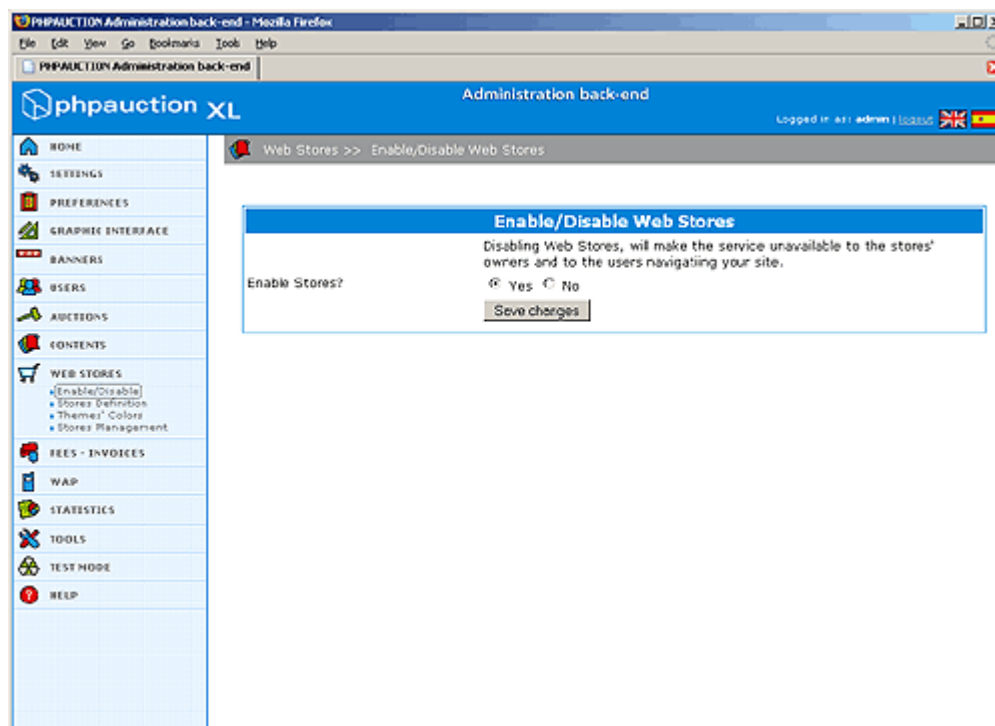 PHPAUCTION Administration back-end - Mozilla Firefox
File Edit View Go Bookmarks Tools Help
PHPAUCTION Administration back-end
phpauction XL
Administration back-end
Logged in as: admin | logout
HOME
Web Stores >> Enable/Disable Web Stores
SETTINGS
PREFERENCES
GRAPHIC INTERFACE
BANNERS
USERS
AUCTIONS
CONTENTS
WEB STORES
Enable/Disable
Stores Definition
Themes' Colors
Stores Management
FEES - INVOICES
WAP
STATISTICS
TOOLS
TEST MODE
HELP
Enable/Disable Web Stores
Disabling Web Stores, will make the service unavailable to the stores'
owners and to the users navigatiing your site.
Enable Stores?
Yes No
Save changes